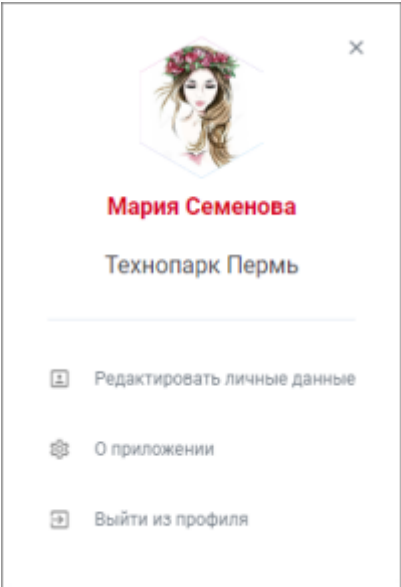 Мария Семенова
Технопарк Пермь
Редактировать личные данные
О приложении
Выйти из профиля